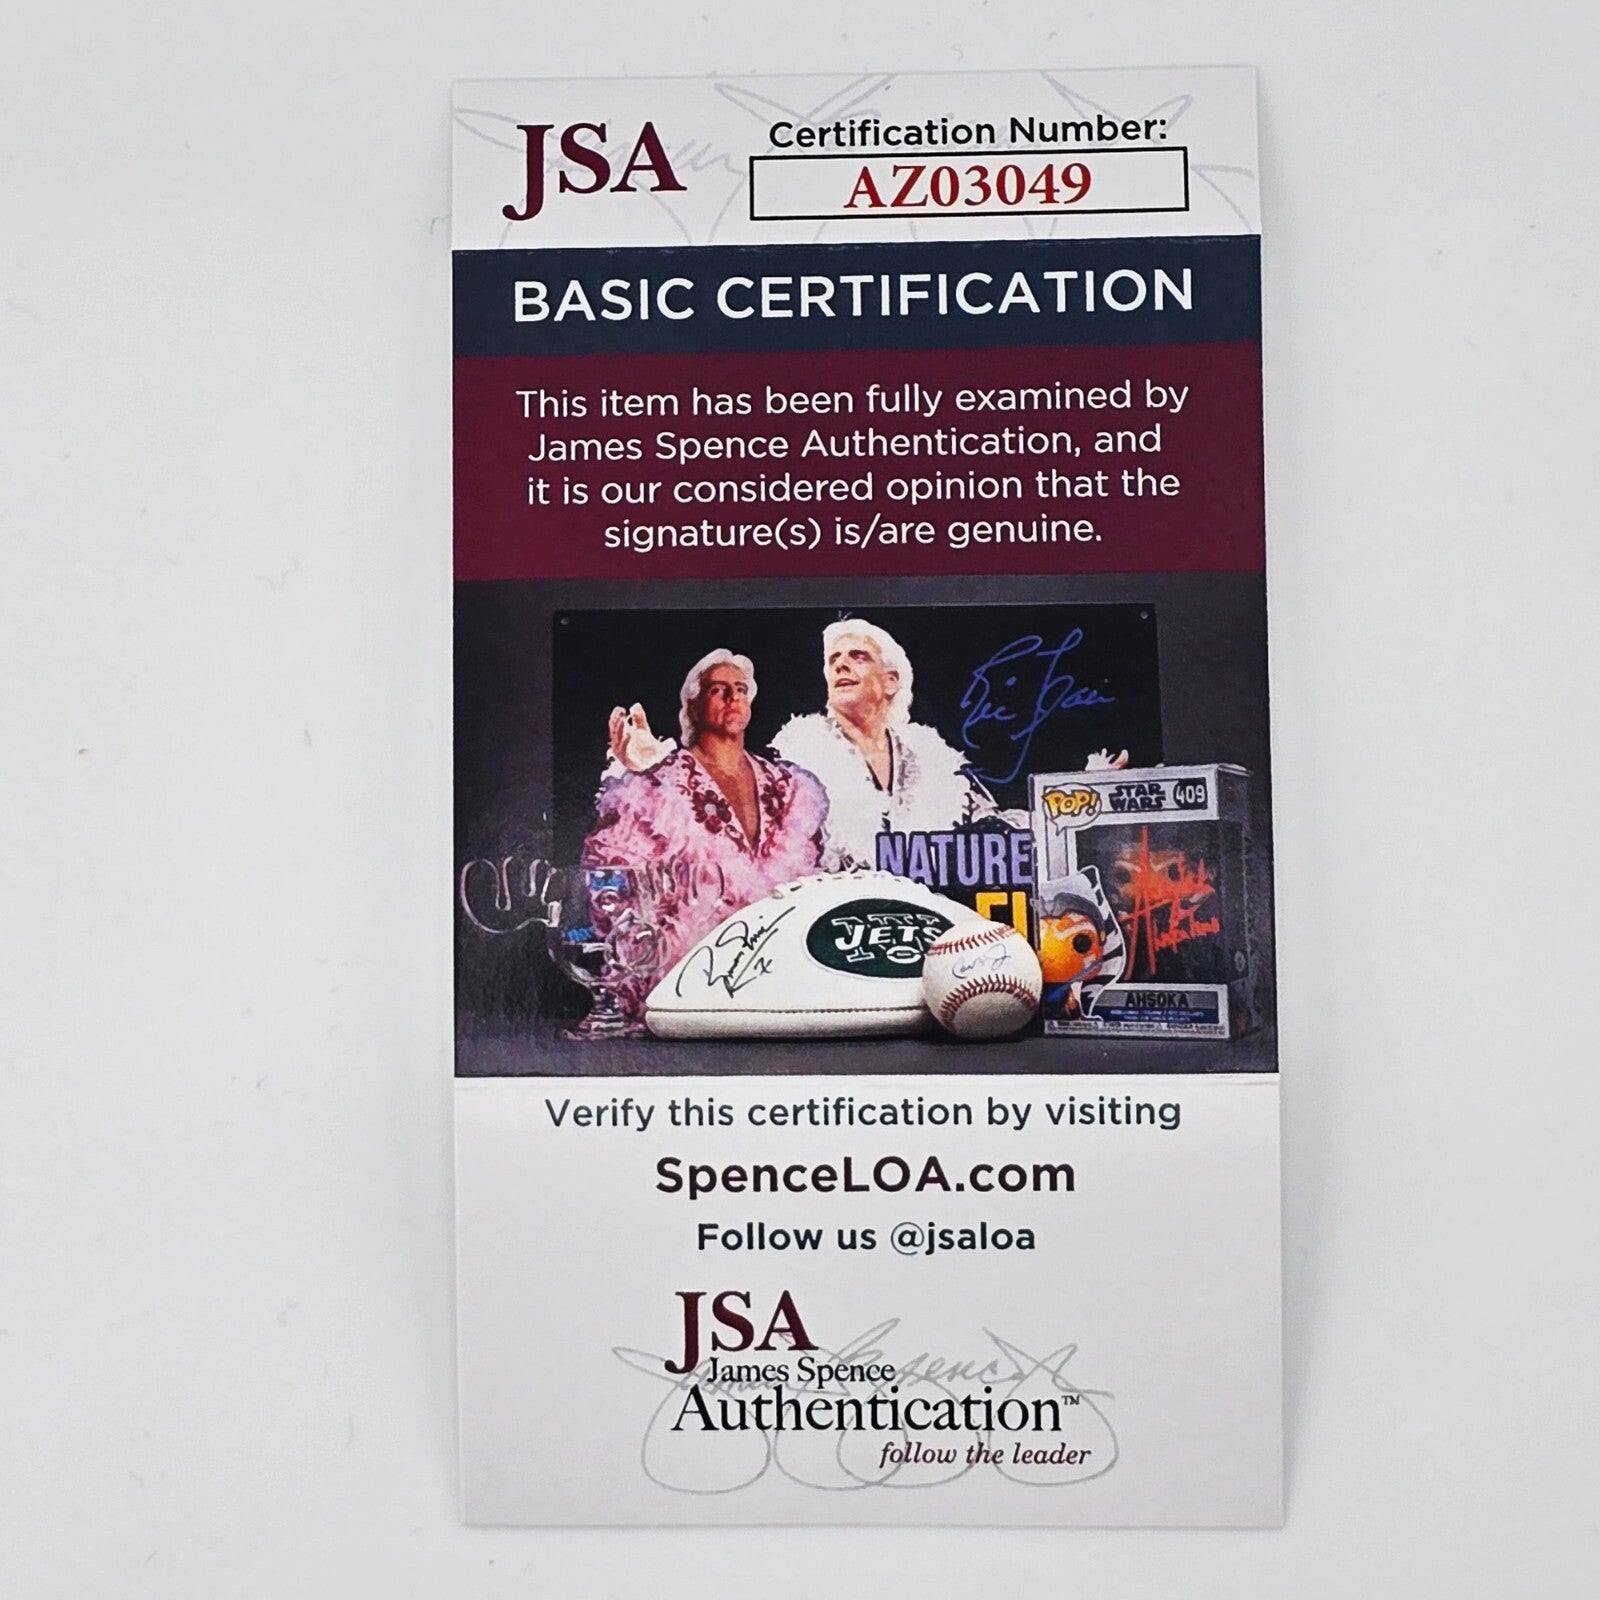 JSA
Certification Number:
AZ03049
BASIC CERTIFICATION
This item has been fully examined by
James Spence Authentication, and
it is our considered opinion that the
signature(s) is/are genuine.
Ric Flair
POP! STAR WARS 409
NATURE
JETS
AHSOKA
Verify this certification by visiting
SpenceLOA.com
Follow us @jsaloa
JSA
James Spence
Authentication™
follow the leader